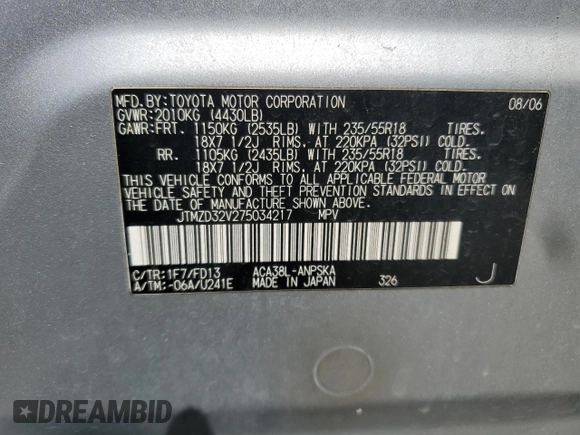 MFD. BY:TOYOTA MOTOR CORPORATION 08/06
GVWR:2010KG (4430LB)
GAWR:FRT. 1150KG (2535LB) WITH 235/55R18 TIRES.
18X7 1/2J RIMS, AT 220KPA (32PSI) COLD.
RR. 1105KG (2435LB) WITH 235/55R18 TIRES.
18X7 1/2J RIMS, AT 220KPA (32PSI) COLD.
THIS VEHICLE CONFORMS TO ALL APPLICABLE FEDERAL MOTOR
VEHICLE SAFETY AND THEFT PREVENTION STANDARDS IN EFFECT
ON THE DATE OF MANUFACTURE SHOWN ABOVE.
JTMZD32V275034217 MPV
C/TR:1F7/FD13 ACA38L-ANPSKA
A/TM:-06A/U241E MADE IN JAPAN 326 J
DREAMBID